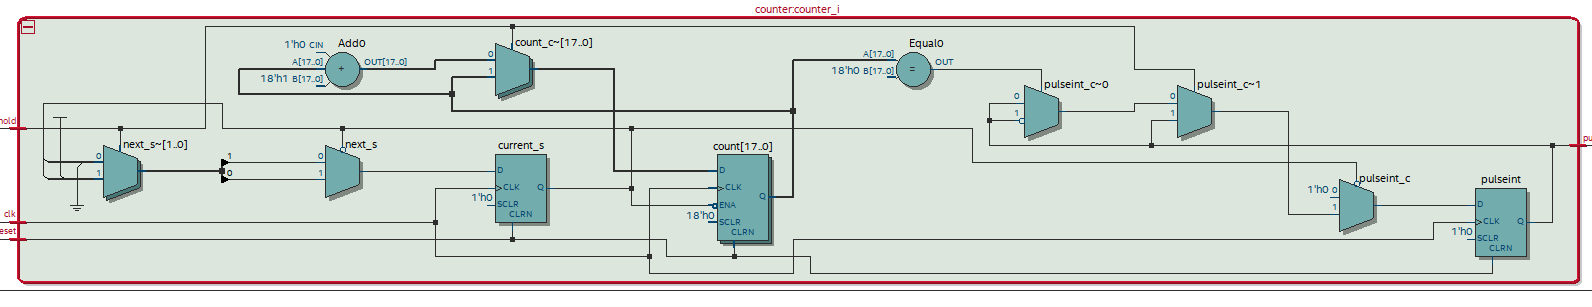 counter:counter_i
1'h0 CIN
Add0
A[17..0]
OUT[17..0]
18'h1 B[17..0]
+
count_c~[17..0]
0
1
Equal0
A[17..0]
18'h0 B[17..0]
=
OUT
pulseint_c~0
0
1
pulseint_c~1
0
1
hold
next_s~[1..0]
0
1
1
0
next_s
0
1
current_s
D
CLK
1'h0
SCLR
CLRN
Q
count[17..0]
D
CLK
ENA
18'h0
SCLR
CLRN
Q
pulseint_c
1'h0 0
1
pulseint
D
CLK
1'h0
SCLR
CLRN
Q
pu
clk
eset